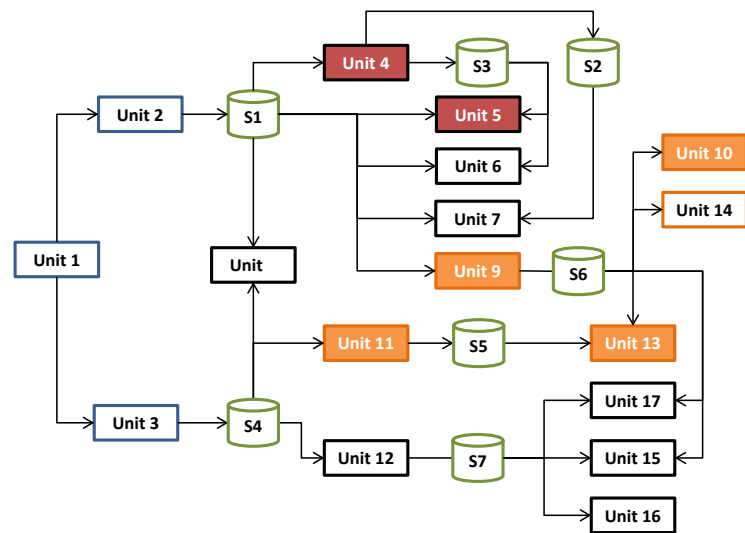 Unit 4
S3
S2
Unit 2
S1
Unit 5
Unit 6
Unit 10
Unit 7
Unit 14
Unit 1
Unit
Unit 9
S6
Unit 11
S5
Unit 13
Unit 3
S4
Unit 17
Unit 12
S7
Unit 15
Unit 16